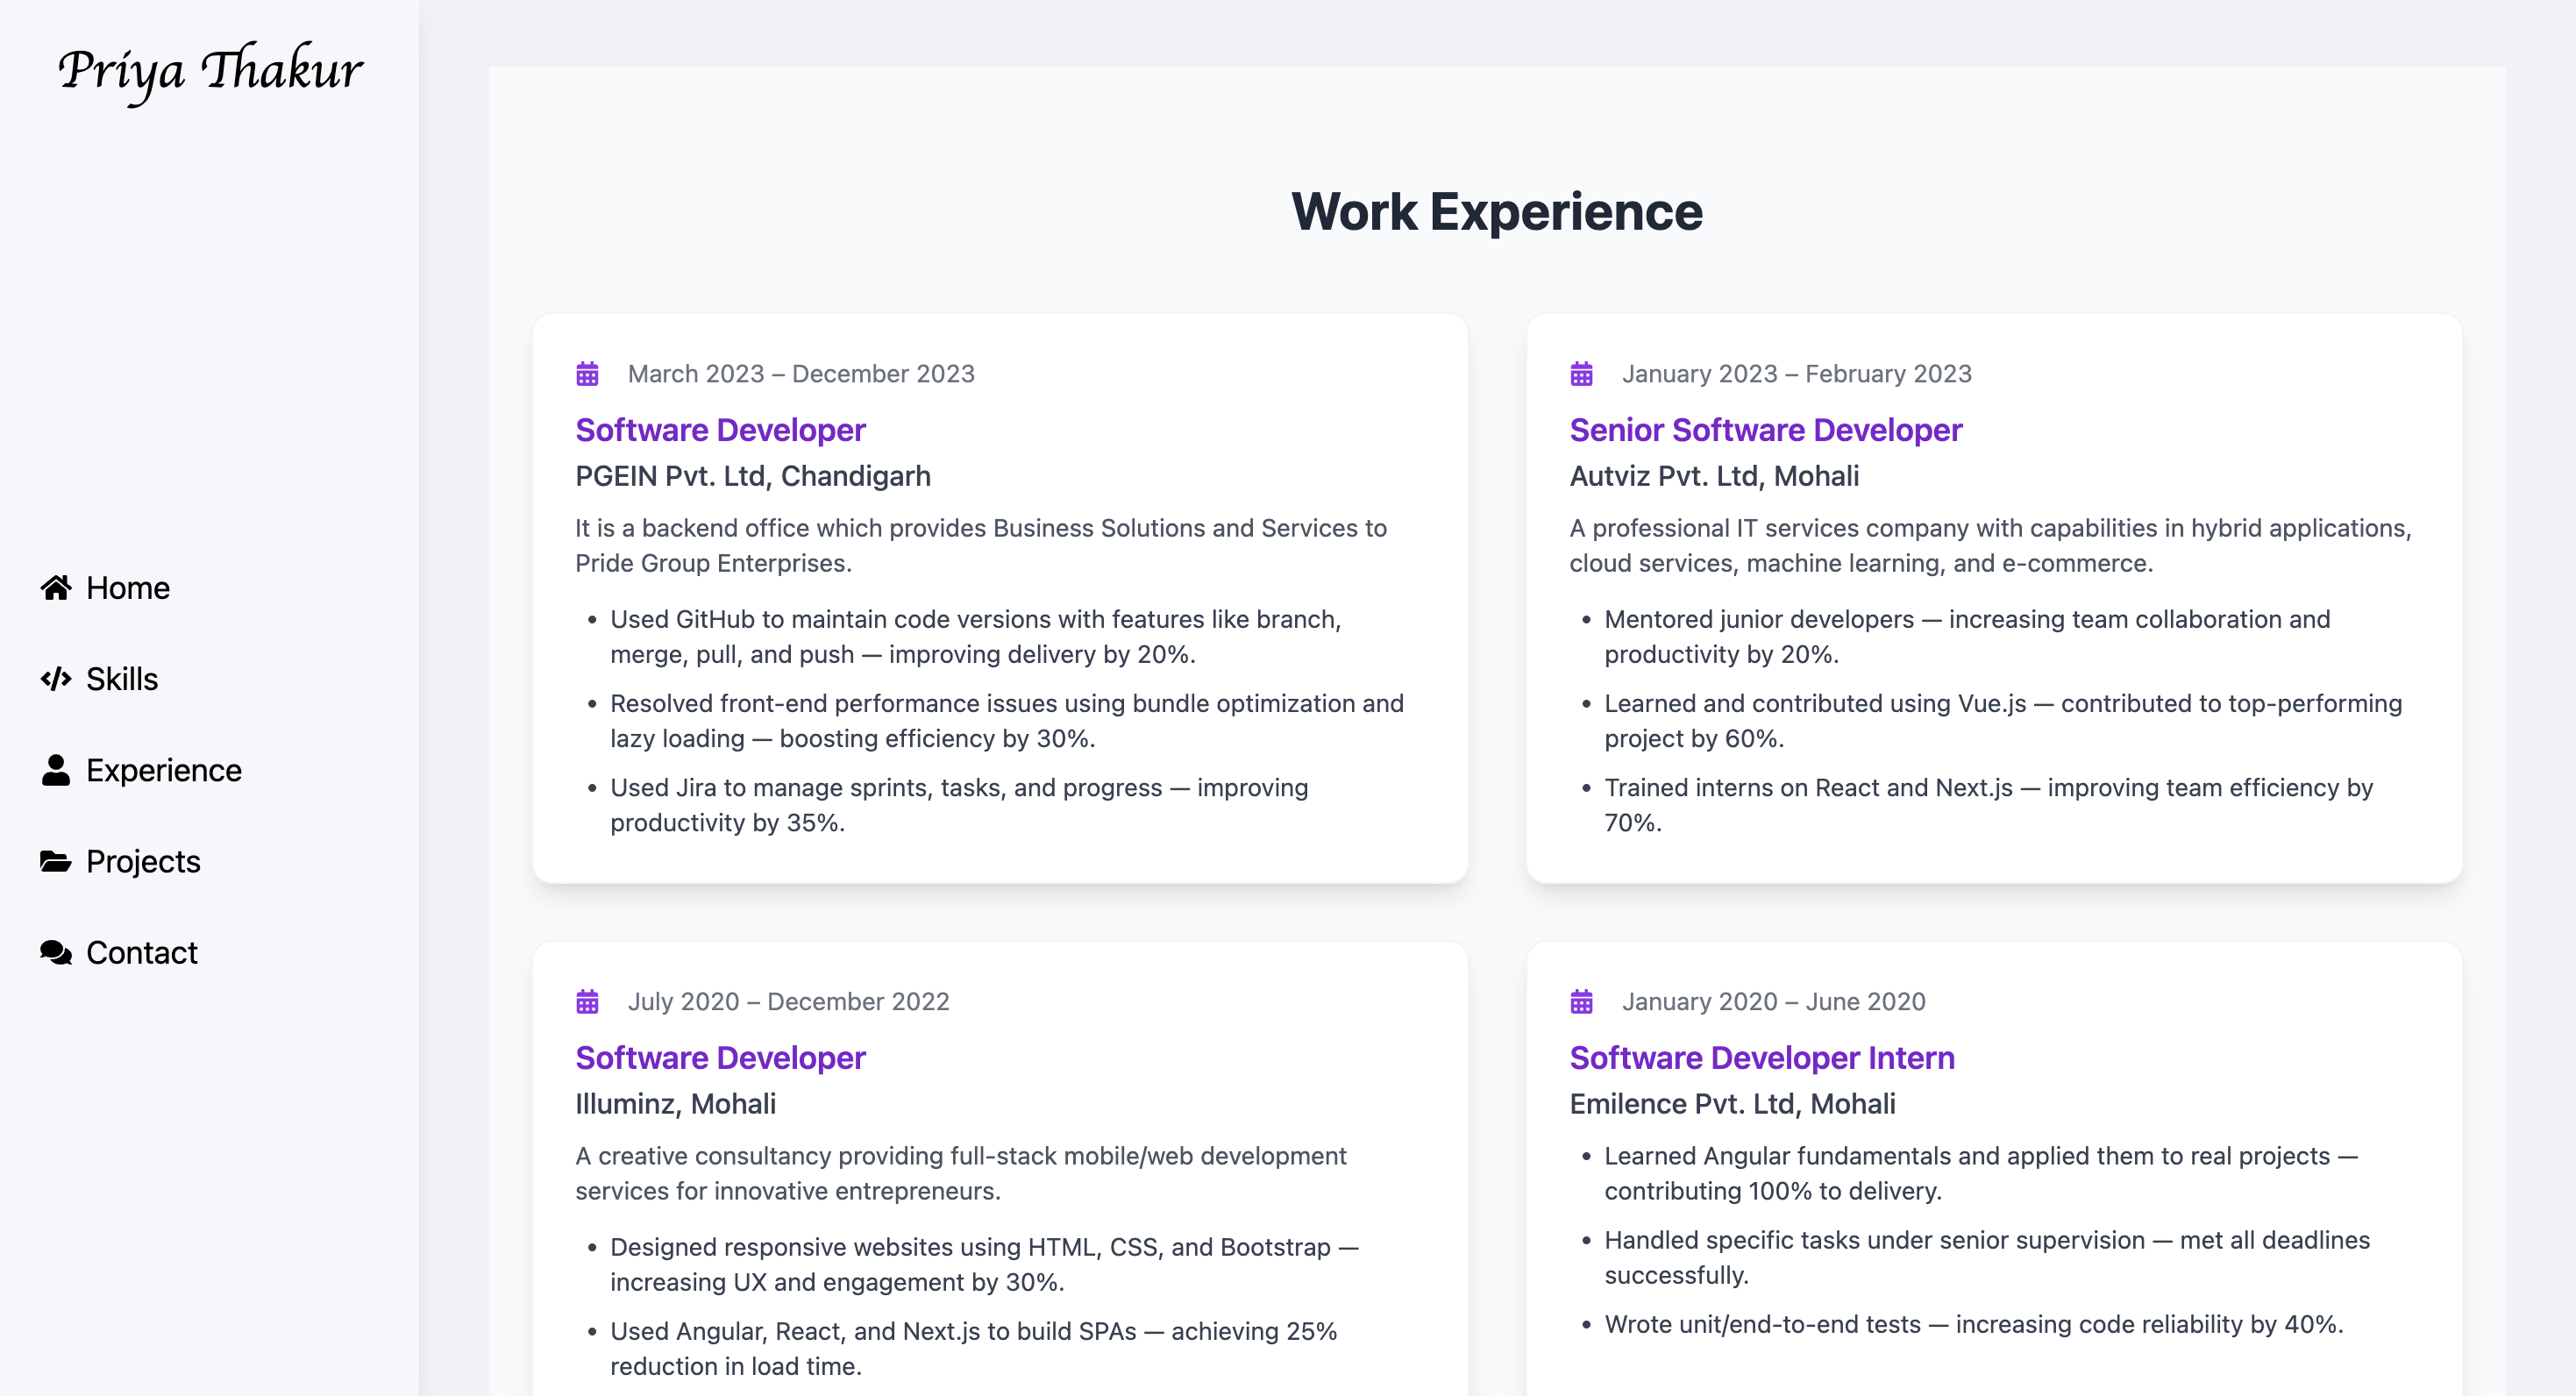 Priya Thakur
Home
Skills
Experience
Projects
Contact
Work Experience
March 2023 – December 2023
Software Developer
PGEIN Pvt. Ltd, Chandigarh
It is a backend office which provides Business Solutions and Services to
Pride Group Enterprises.
• Used GitHub to maintain code versions with features like branch,
merge, pull, and push — improving delivery by 20%.
• Resolved front-end performance issues using bundle optimization and
lazy loading — boosting efficiency by 30%.
• Used Jira to manage sprints, tasks, and progress — improving
productivity by 35%.
January 2023 – February 2023
Senior Software Developer
Autviz Pvt. Ltd, Mohali
A professional IT services company with capabilities in hybrid applications,
cloud services, machine learning, and e-commerce.
• Mentored junior developers — increasing team collaboration and
productivity by 20%.
• Learned and contributed using Vue.js — contributed to top-performing
project by 60%.
• Trained interns on React and Next.js — improving team efficiency by
70%.
July 2020 – December 2022
Software Developer
Illuminz, Mohali
A creative consultancy providing full-stack mobile/web development
services for innovative entrepreneurs.
• Designed responsive websites using HTML, CSS, and Bootstrap —
increasing UX and engagement by 30%.
• Used Angular, React, and Next.js to build SPAs — achieving 25%
reduction in load time.
January 2020 – June 2020
Software Developer Intern
Emilence Pvt. Ltd, Mohali
• Learned Angular fundamentals and applied them to real projects —
contributing 100% to delivery.
• Handled specific tasks under senior supervision — met all deadlines
successfully.
• Wrote unit/end-to-end tests — increasing code reliability by 40%.